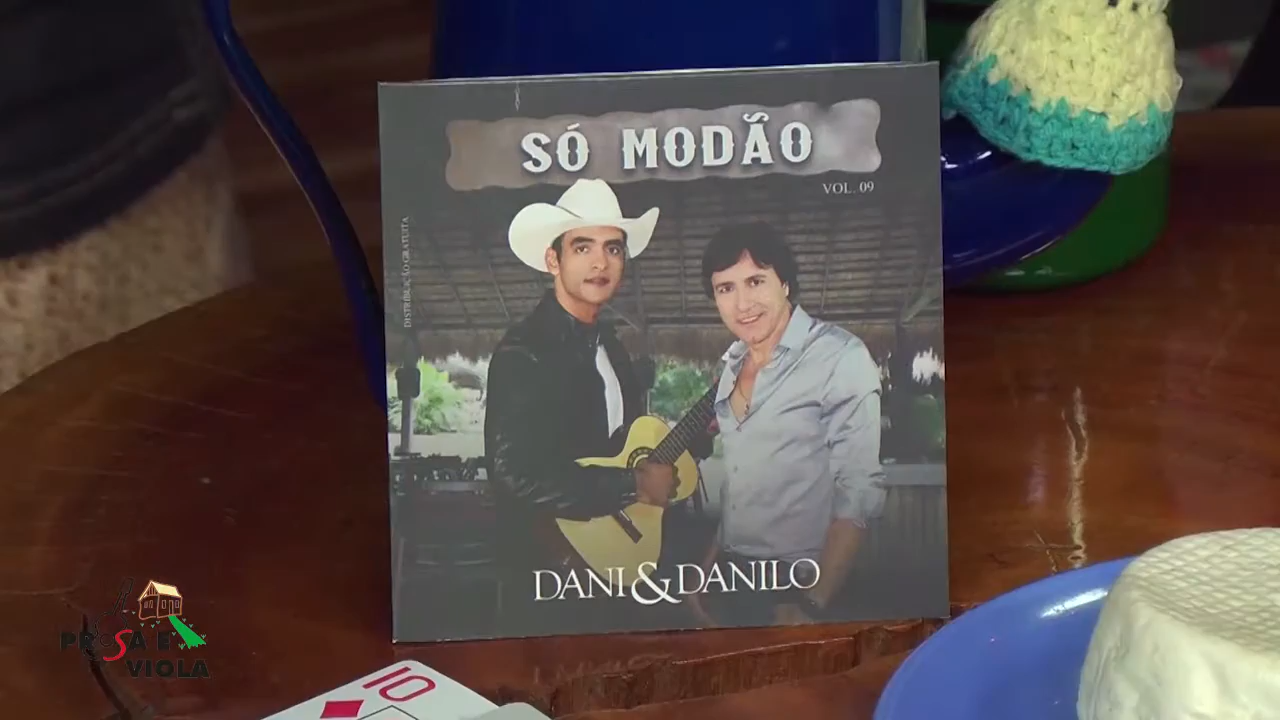 SÓ MODÃO
VOL. 09
DISTRIBUIÇÃO GRATUITA
DANI & DANILO
PROSA E
VIOLA
10